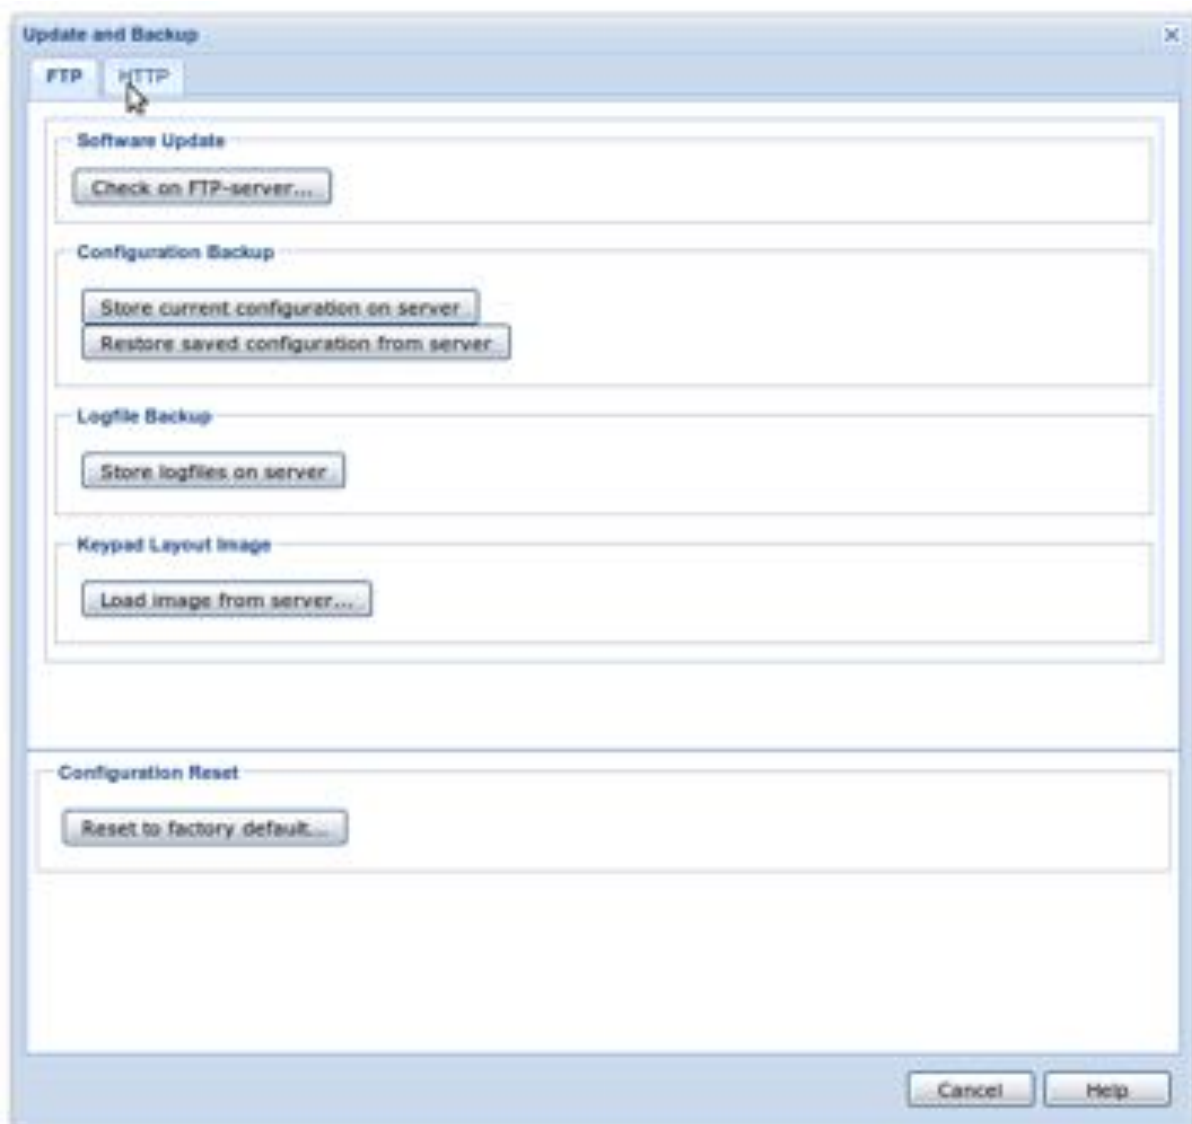 Update and Backup
FTP HTTP
Software Update
Check on FTP-server...
Configuration Backup
Store current configuration on server
Restore saved configuration from server
Logfile Backup
Store logfiles on server
Keypad Layout Image
Load image from server...
Configuration Reset
Reset to factory default...
Cancel Help